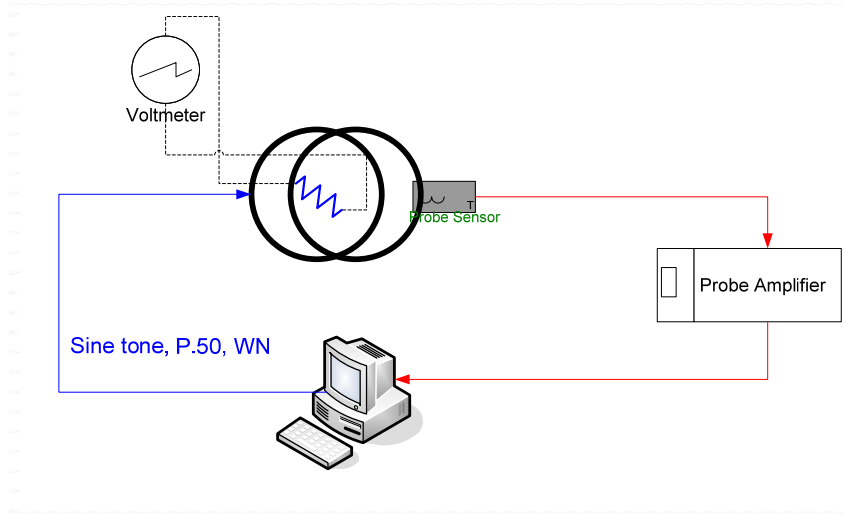 Voltmeter
T
Probe Sensor
Probe Amplifier
Sine tone, P.50, WN